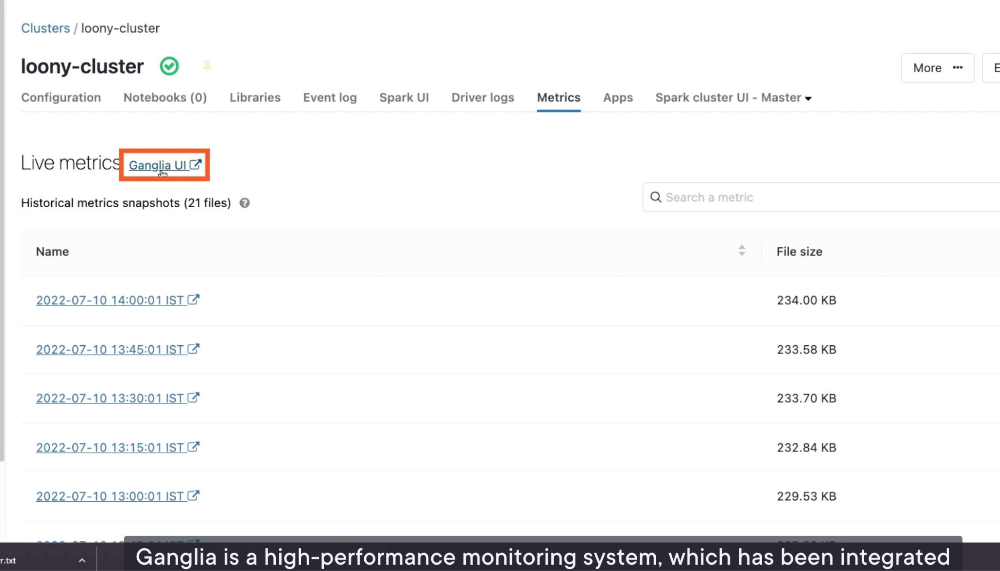 Clusters / loony-cluster
loony-cluster
More ···
Configuration Notebooks (0) Libraries Event log Spark UI Driver logs Metrics Apps Spark cluster UI - Master
Live metrics Ganglia UI
Historical metrics snapshots (21 files)
Search a metric
Name File size
2022-07-10 14:00:01 IST 234.00 KB
2022-07-10 13:45:01 IST 233.58 KB
2022-07-10 13:30:01 IST 233.70 KB
2022-07-10 13:15:01 IST 232.84 KB
2022-07-10 13:00:01 IST 229.53 KB
r.txt
Ganglia is a high-performance monitoring system, which has been integrated